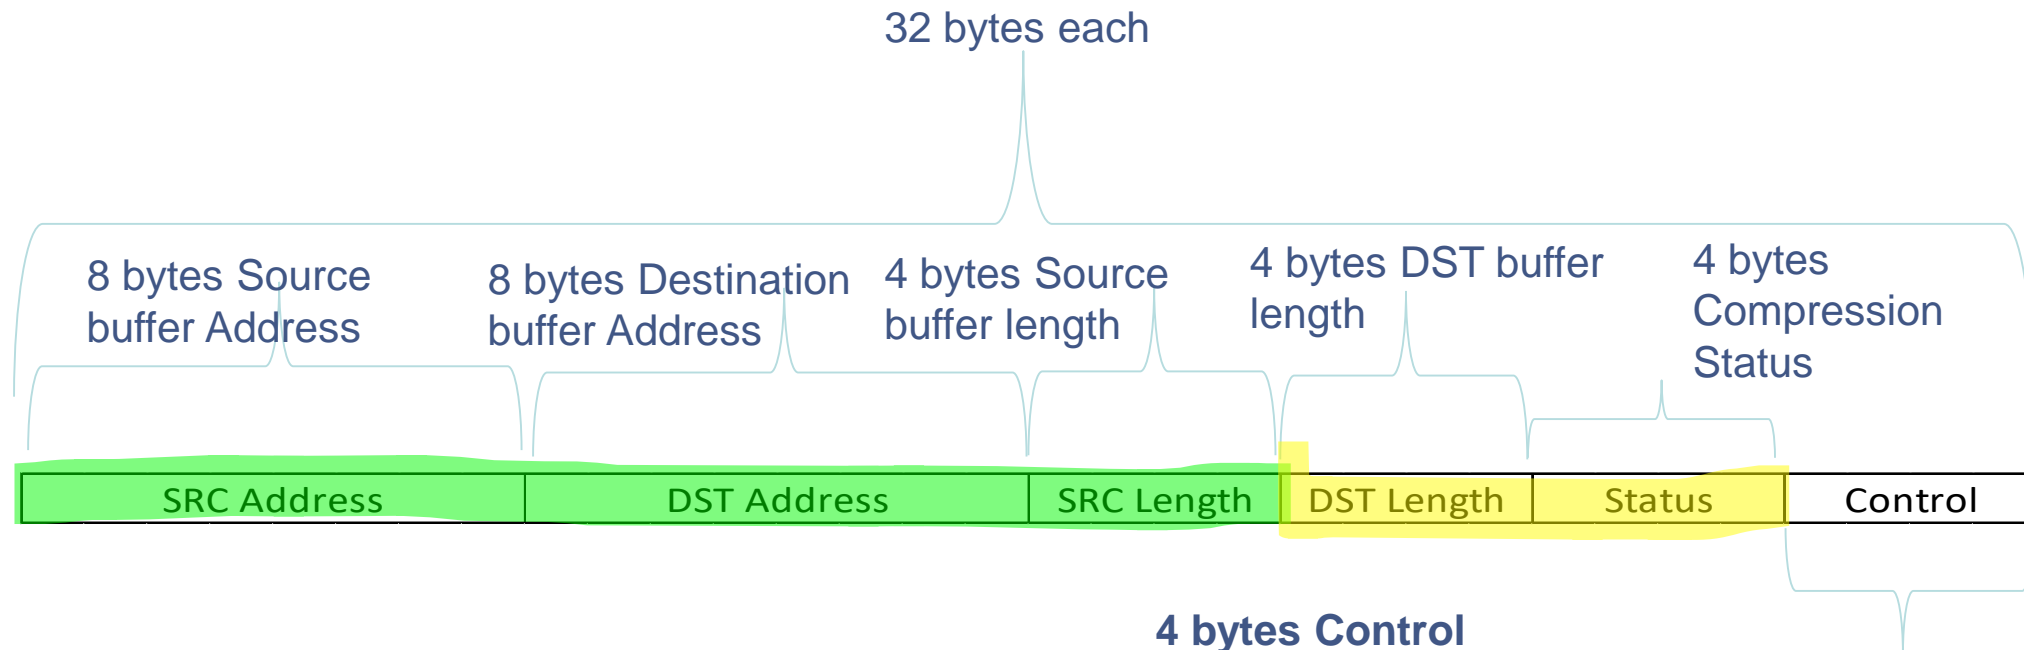 32 bytes each
8 bytes Source
buffer Address
8 bytes Destination
buffer Address
4 bytes Source
buffer length
4 bytes DST buffer
length
4 bytes
Compression
Status
SRC Address
DST Address
SRC Length
DST Length
Status
Control
4 bytes Control